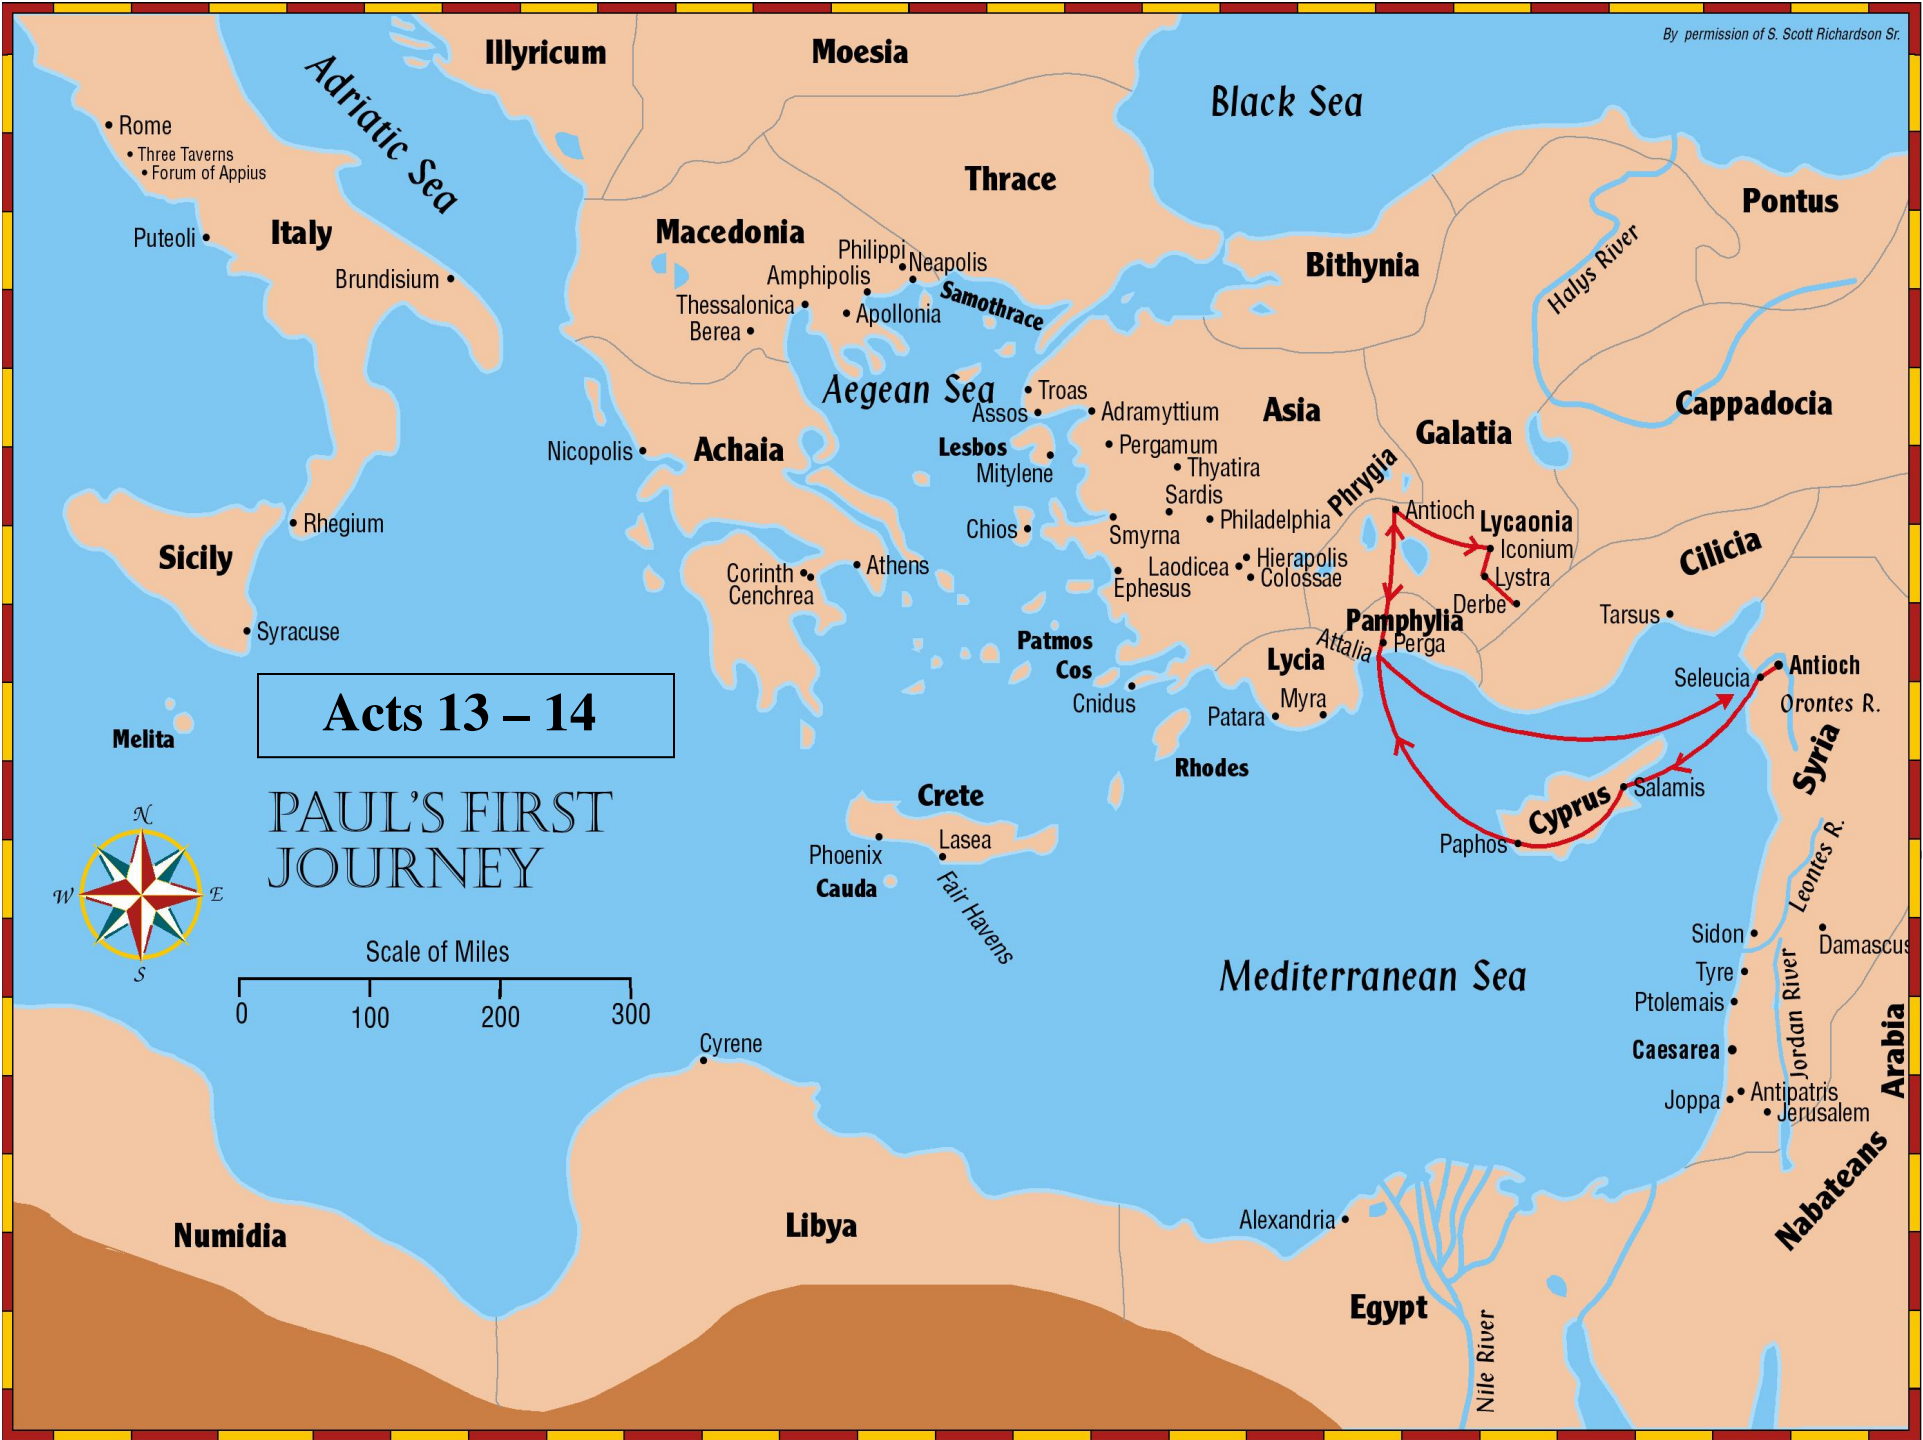 By permission of S. Scott Richardson Sr.
Illyricum
Moesia
Adriatic Sea
Black Sea
Rome
Three Taverns
Forum of Appius
Thrace
Pontus
Puteoli
Italy
Macedonia
Halys River
Philippi
Neapolis
Bithynia
Brundisium
Amphipolis
Samothrace
Thessalonica
Apollonia
Berea
Aegean Sea
Troas
Assos
Adramyttium
Asia
Cappadocia
Galatia
Nicopolis
Achaia
Lesbos
Pergamum
Mitylene
Thyatira
Phrygia
Sardis
Antioch
Lycaonia
Rhegium
Chios
Smyrna
Philadelphia
Iconium
Sicily
Cilicia
Athens
Corinth
Cenchrea
Laodicea
Hierapolis
Colossae
Ephesus
Lystra
Derbe
Tarsus
Syracuse
Pamphylia
Patmos
Attalia
Perga
Lycia
Cos
Seleucia
Antioch
Cnidus
Myra
Patara
Orontes R.
Acts 13 – 14
Melita
Syria
Rhodes
Crete
Salamis
Cyprus
PAUL'S FIRST
JOURNEY
Lasea
Phoenix
Paphos
Cauda
Leontes R.
Fair Havens
N
W
E
S
Scale of Miles
0
100
200
300
Sidon
Damascus
Mediterranean Sea
Tyre
Ptolemais
Jordan River
Cyrene
Caesarea
Arabia
Antipatris
Joppa
Jerusalem
Nabateans
Numidia
Libya
Alexandria
Egypt
Nile River